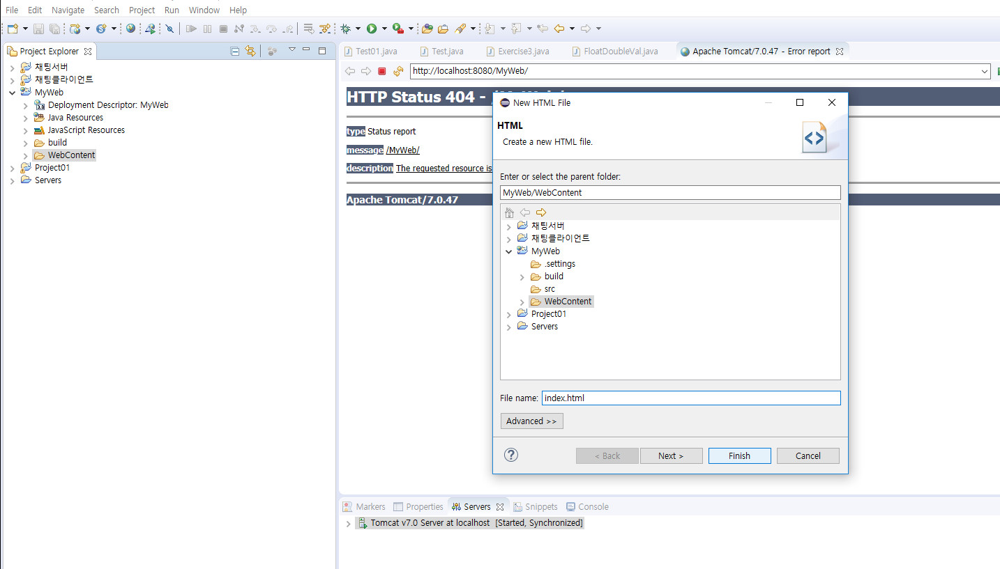 File Edit Navigate Search Project Run Window Help
Project Explorer
채팅서버
채팅클라이언트
MyWeb
3.0 Deployment Descriptor: MyWeb
Java Resources
JavaScript Resources
build
WebContent
Project01
Servers
Test01.java Test.java Exercise3.java FloatDoubleVal.java Apache Tomcat/7.0.47 - Error report
http://localhost:8080/MyWeb/
HTTP Status 404 -
type Status report
message /MyWeb/
description The requested resource is
Apache Tomcat/7.0.47
New HTML File
HTML
Create a new HTML file.
Enter or select the parent folder:
MyWeb/WebContent
채팅서버
채팅클라이언트
MyWeb
.settings
build
src
WebContent
Project01
Servers
File name: index.html
Advanced >>
? < Back Next > Finish Cancel
Markers Properties Servers Snippets Console
Tomcat v7.0 Server at localhost [Started, Synchronized]